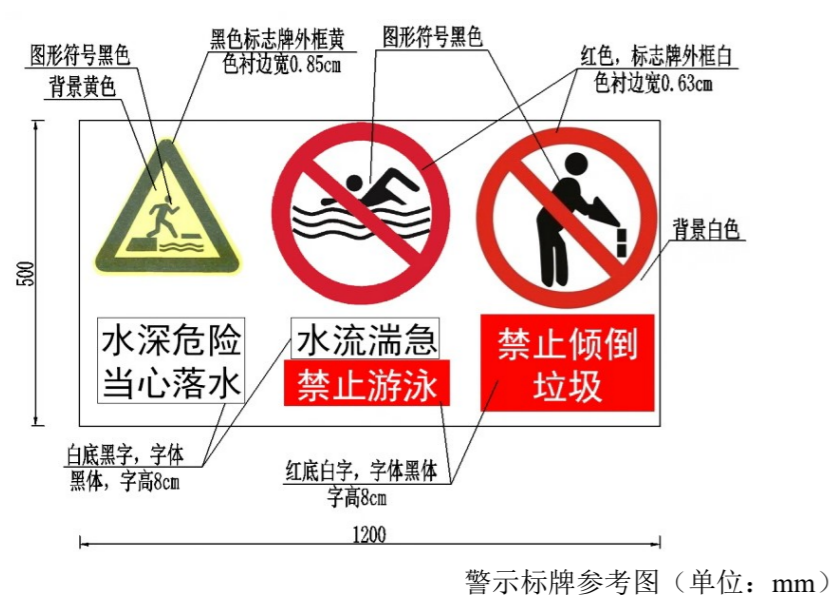 图形符号黑色
背景黄色
黑色标志牌外框黄
色衬边宽0.85cm
图形符号黑色
红色，标志牌外框白
色衬边宽0.63cm
背景白色
500
水深危险
当心落水
水流湍急
禁止游泳
禁止倾倒
垃圾
白底黑字，字体
黑体，字高8cm
红底白字，字体黑体
字高8cm
1200
警示标牌参考图（单位：mm）